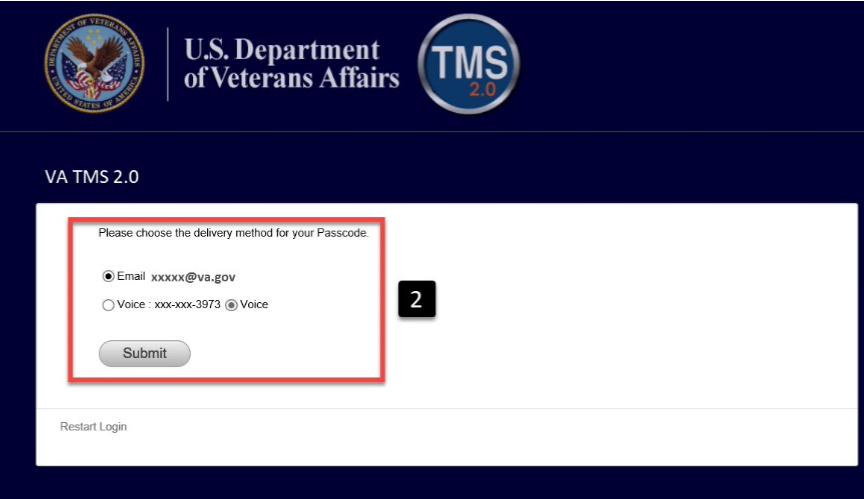 DEPARTMENT OF VETERANS AFFAIRS
UNITED STATES OF AMERICA
U.S. Department
of Veterans Affairs
TMS
2.0
VA TMS 2.0
Please choose the delivery method for your Passcode.
Email xxxxx@va.gov
Voice : xxx-xxx-3973 Voice
2
Submit
Restart Login